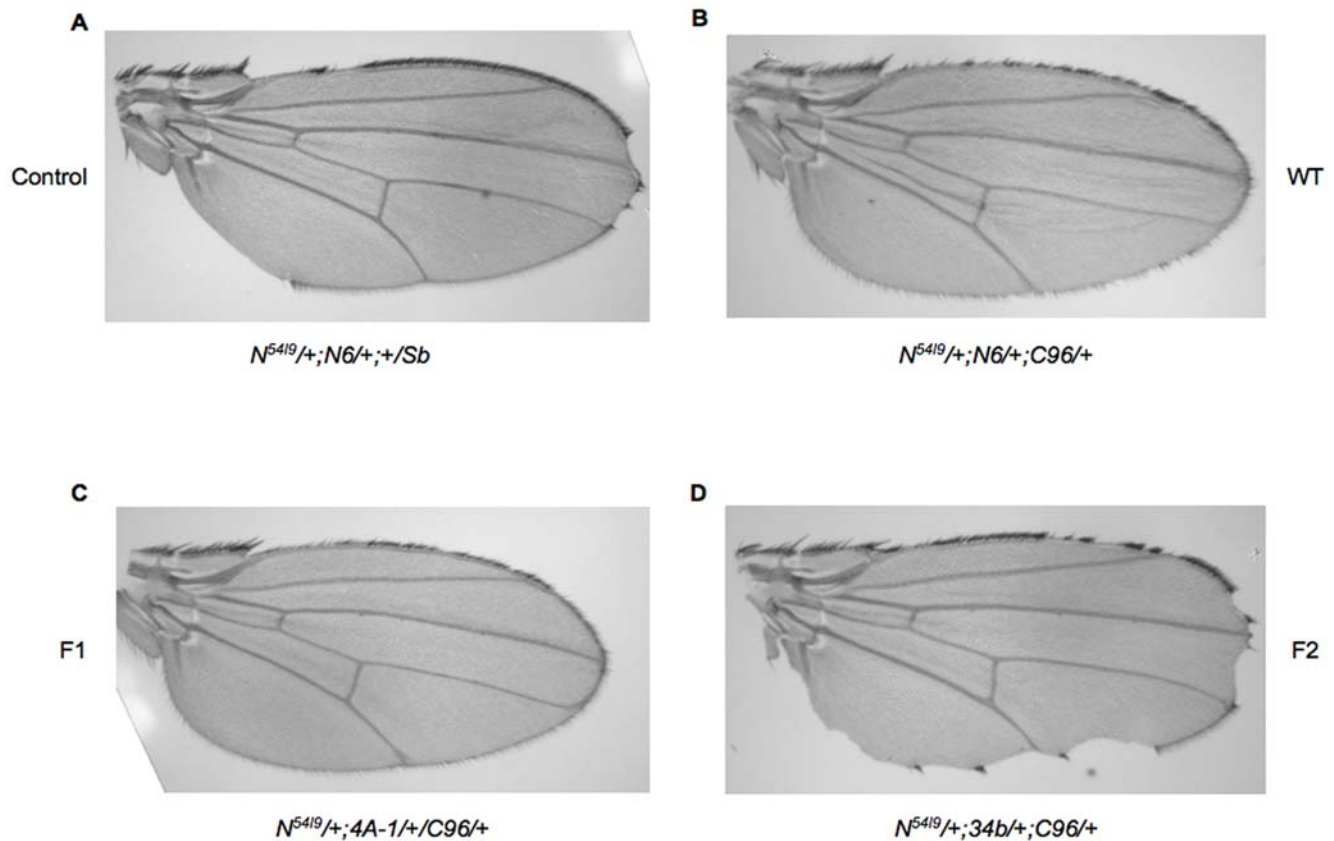 A
B
Control
WT
N54l9/+;N6/+;+/Sb
N54l9/+;N6/+;C96/+
C
D
F1
F2
N54l9/+;4A-1/+/C96/+
N54l9/+;34b/+;C96/+